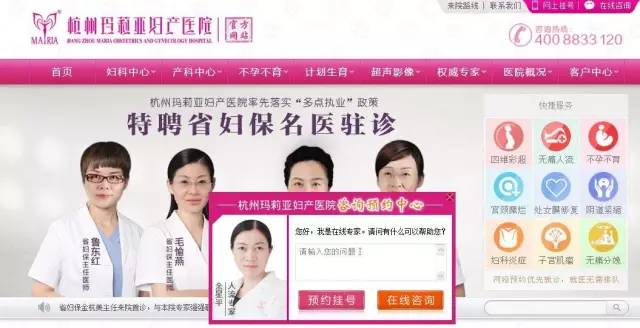 来院路线 | 联系我们
网上挂号
在线咨询
MARIA
杭州玛莉亚妇产医院
HANG ZHOU MARIA OBSTETRICS AND GYNECOLOGY HOSPITAL
官方网站
咨询热线:
400 8833 120
首页
妇科中心
产科中心
不孕不育
计划生育
超声影像
权威专家
医院概况
客户中心
杭州玛莉亚妇产医院率先落实“多点执业”政策
特聘省妇保名医驻诊
快捷服务
四维彩超
无痛人流
不孕不育
宫颈糜烂
处女膜修复
阴道紧缩
妇科炎症
子宫肌瘤
无痛分娩
网络预约优先就诊,就医无需排队
鲁东红
省妇保主任医师
毛愉燕
省妇保主任医师
杭州玛莉亚妇产医院 咨询预约中心
您好,我是在线专家。请问有什么可以帮助您?
请输入您的问题
人流专家
预约挂号
在线咨询
省妇保金杭美主任来院首诊,与本院专家强强联